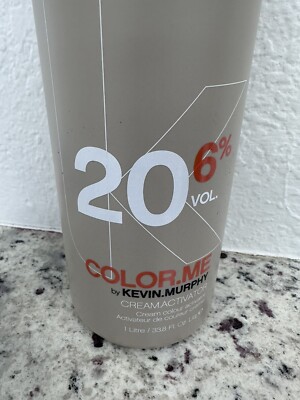 20 VOL. 6%
COLOR.ME
by KEVIN.MURPHY
CREAM.ACTIVATOR
Cream colour activator
Activateur de couleur crème
1 Litre / 33.8 Fl. Oz. Liq.